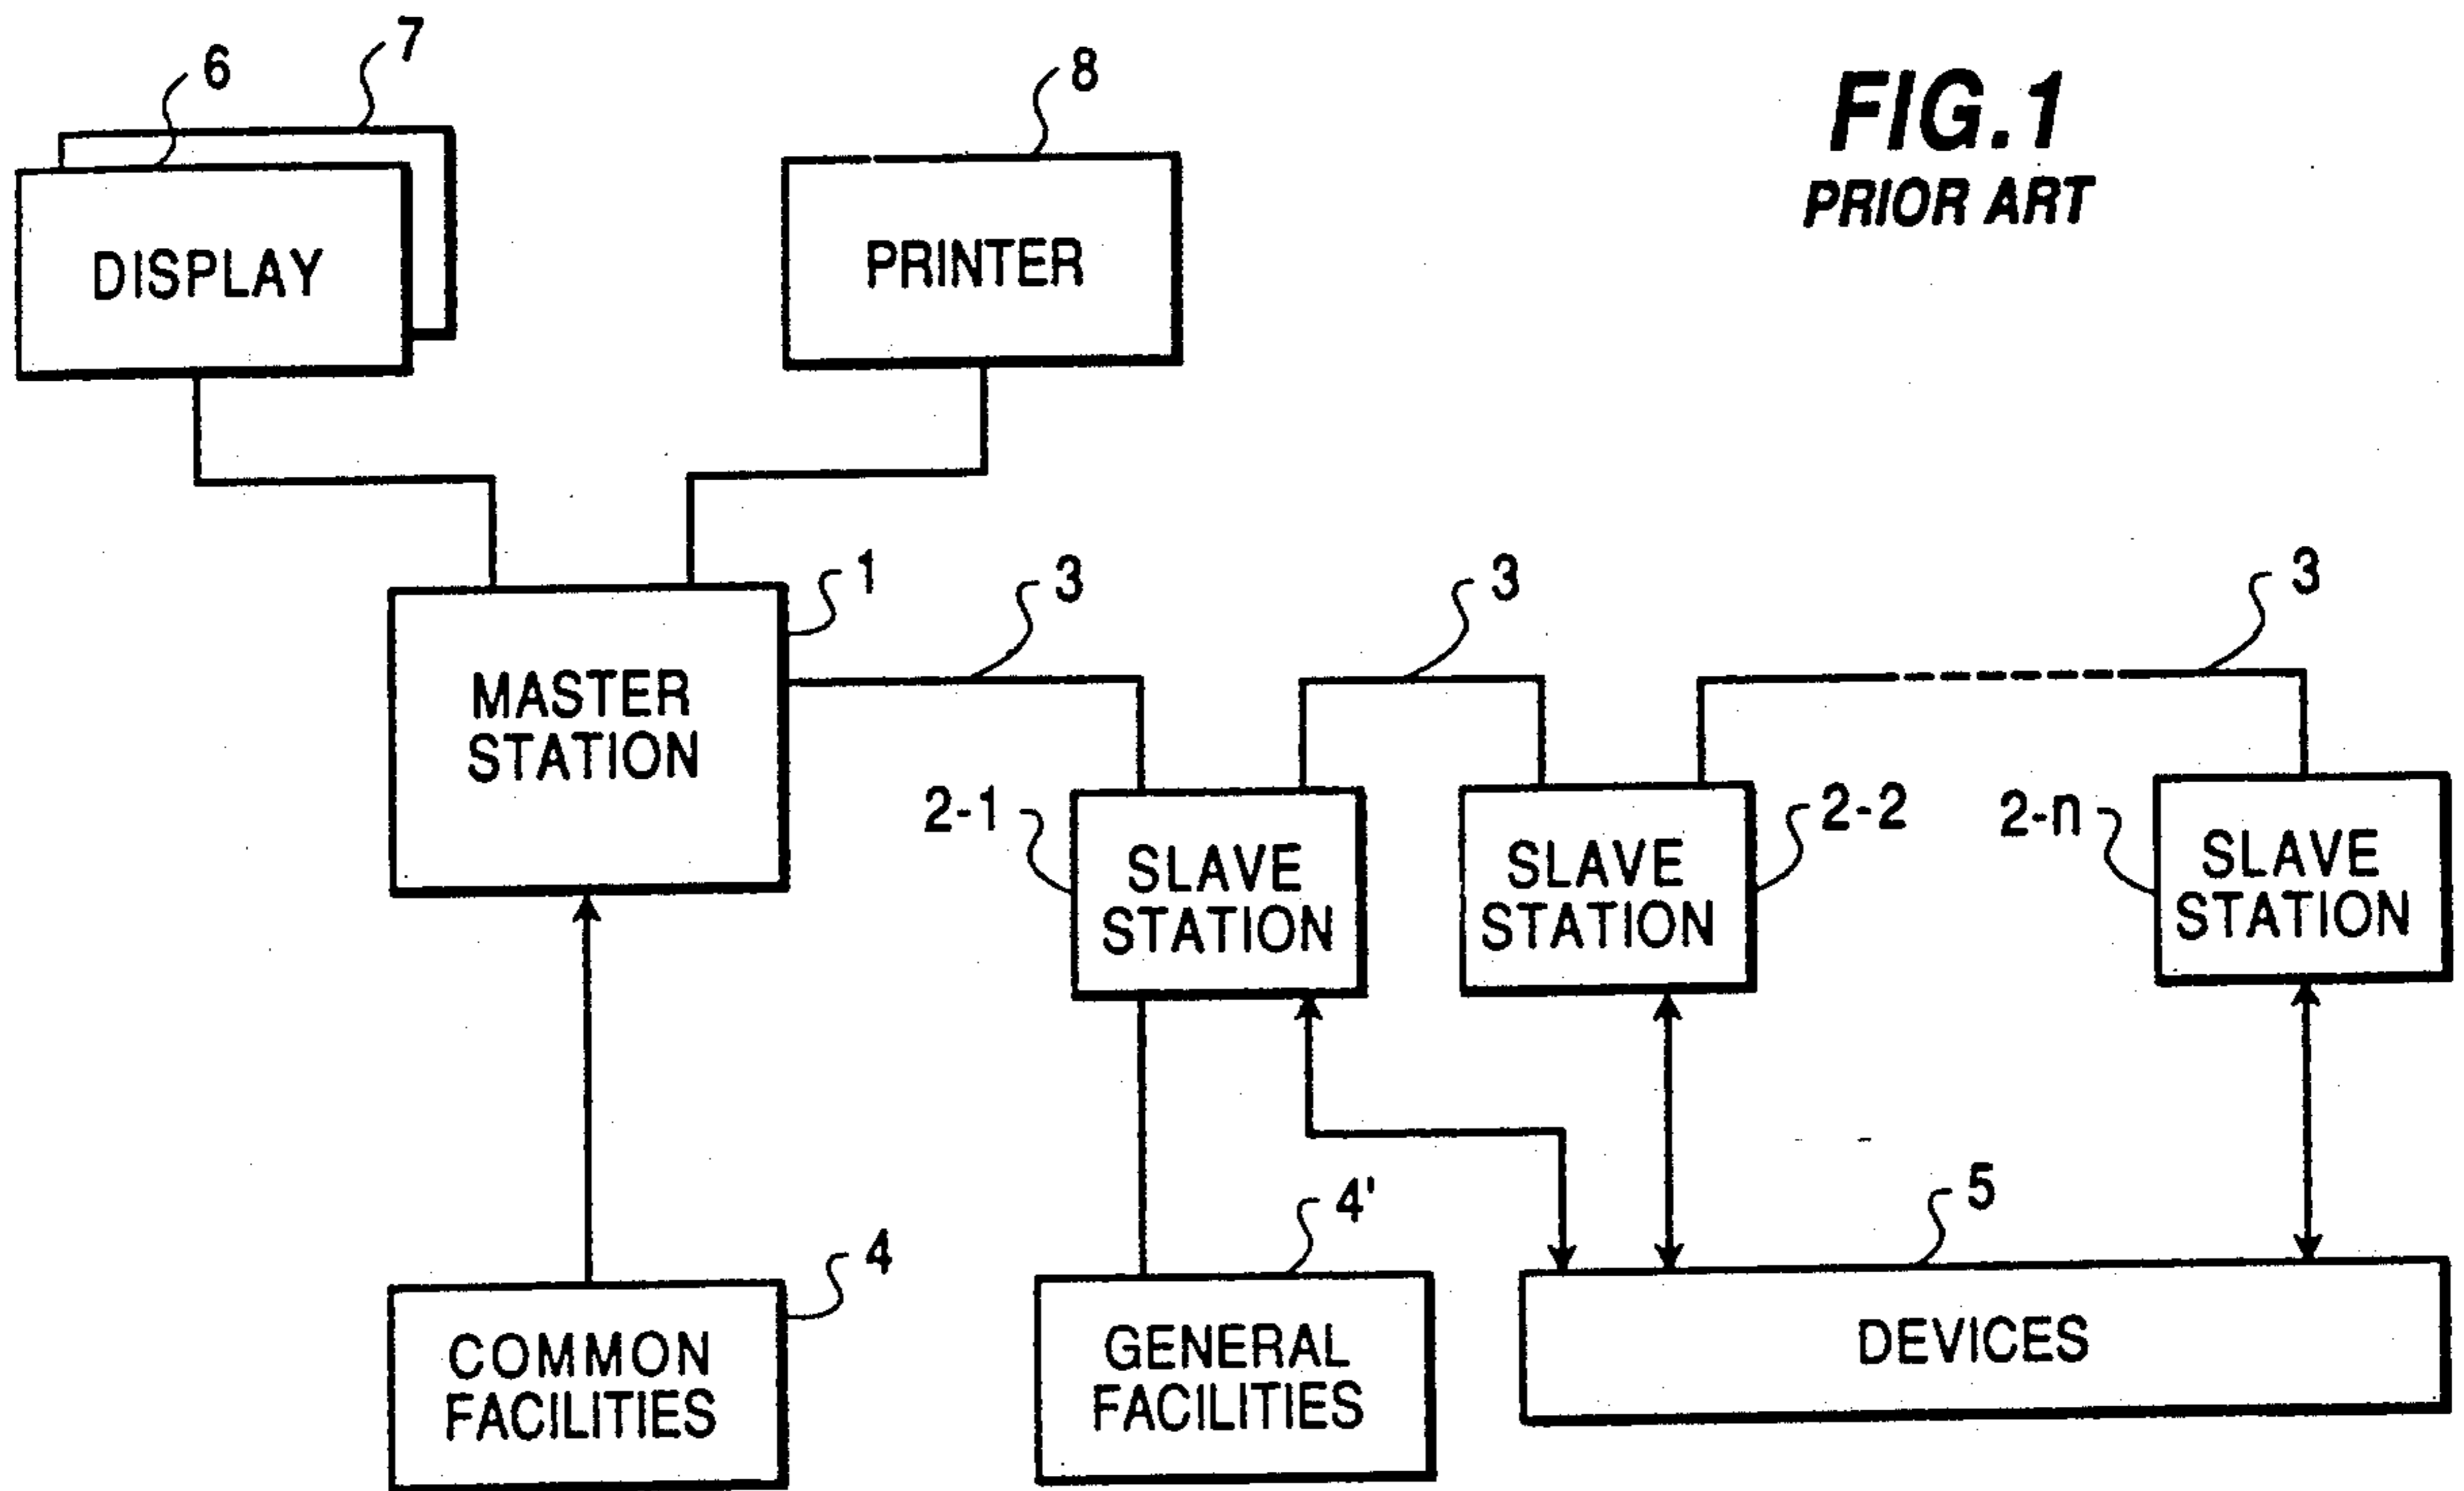 7
6
8
FIG.1
PRIOR ART
DISPLAY
PRINTER
1
3
3
3
MASTER
STATION
2-1
2-2
2-n
SLAVE
STATION
SLAVE
STATION
SLAVE
STATION
4
4'
5
COMMON
FACILITIES
GENERAL
FACILITIES
DEVICES